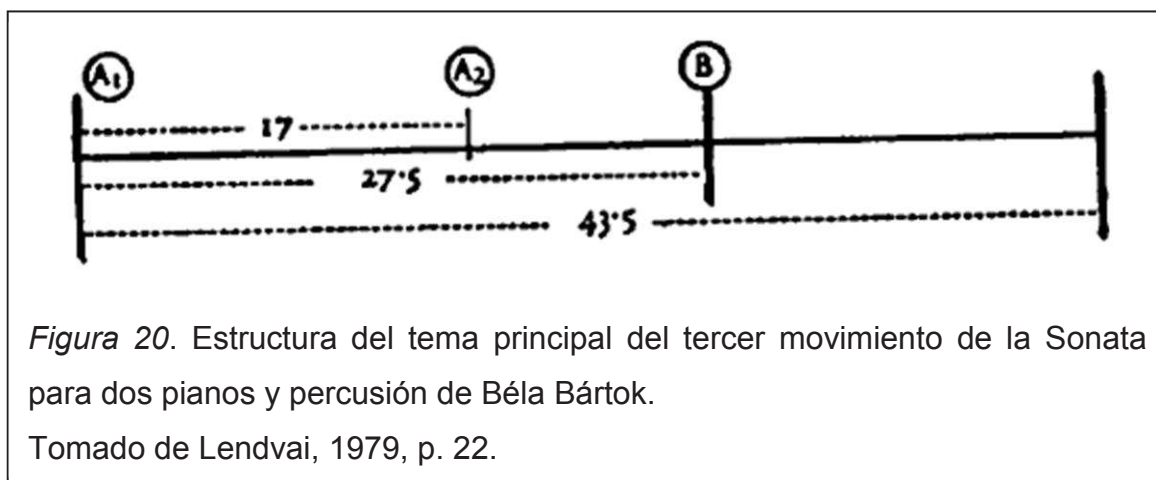 A1 A2 B
17
27·5
43·5
Figura 20. Estructura del tema principal del tercer movimiento de la Sonata
para dos pianos y percusión de Béla Bártok.
Tomado de Lendvai, 1979, p. 22.